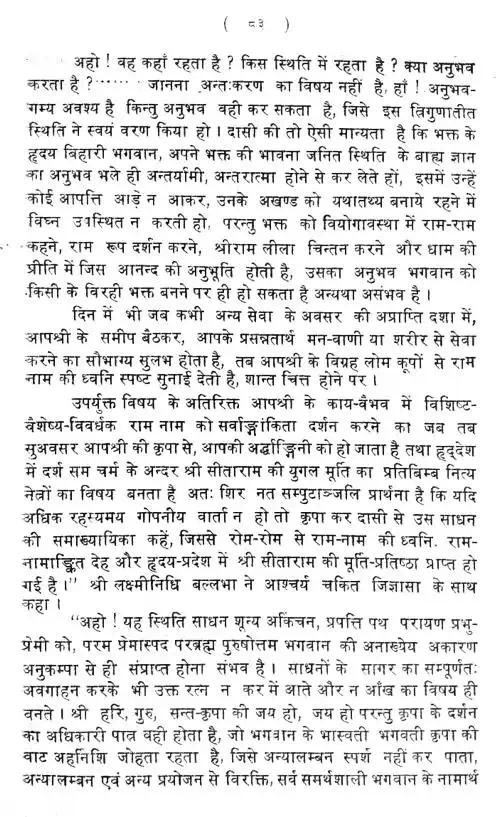 ( ८३ )
अहो ! वह कहाँ रहता है ? किस स्थिति में रहता है ? क्या अनुभव
करता है ?······ जानना अन्तःकरण का विषय नहीं है, हाँ ! अनुभव-
गम्य अवश्य है किन्तु अनुभव वही कर सकता है, जिसे इस त्रिगुणातीत
स्थिति ने स्वयं वरण किया हो । दासी की तो ऐसी मान्यता है कि भक्त के
हृदय बिहारी भगवान, अपने भक्त की भावना जनित स्थिति के बाह्य ज्ञान
का अनुभव भले ही अन्तर्यामी, अन्तरात्मा होने से कर लेते हों, इसमें उन्हें
कोई आपत्ति आड़े न आकर, उनके अखण्ड को यथातथ्य बनाये रहने में
विघ्न उपस्थित न करती हो, परन्तु भक्त को वियोगावस्था में राम-राम
कहने, राम रूप दर्शन करने, श्रीराम लीला चिन्तन करने और धाम की
प्रीति में जिस आनन्द की अनुभूति होती है, उसका अनुभव भगवान को
किसी के विरही भक्त बनने पर ही हो सकता है अन्यथा असंभव है ।
दिन में भी जब कभी अन्य सेवा के अवसर की अप्राप्ति दशा में,
आपश्री के समीप बैठकर, आपके प्रसन्नतार्थ मन-वाणी या शरीर से सेवा
करने का सौभाग्य सुलभ होता है, तब आपश्री के विग्रह लोम कूपों से राम
नाम की ध्वनि स्पष्ट सुनाई देती है, शान्त चित्त होने पर ।
उपर्युक्त विषय के अतिरिक्त आपश्री के काय-वैभव में विशिष्ट-
वैशेष्य-विवर्धक राम नाम को सर्वाङ्गांकिता दर्शन करने का जब तब
सुअवसर आपश्री की कृपा से, आपकी अर्द्धाङ्गिनी को हो जाता है तथा हृद्देश
में दर्श सम चर्म के अन्दर श्री सीताराम की युगल मूर्ति का प्रतिबिम्ब नित्य
नेत्रों का विषय बनता है अतः शिर नत सम्पुटाञ्जलि प्रार्थना है कि यदि
अधिक रहस्यमय गोपनीय वार्ता न हो तो कृपा कर दासी से उस साधन
की समाख्यायिका कहें, जिससे रोम-रोम से राम-नाम की ध्वनि. राम-
नामाङ्कित देह और हृदय-प्रदेश में श्री सीताराम की मूर्ति-प्रतिष्ठा प्राप्त हो
गई है ।” श्री लक्ष्मीनिधि बल्लभा ने आश्चर्य चकित जिज्ञासा के साथ
कहा ।
“अहो ! यह स्थिति साधन शून्य अकिंचन, प्रपत्ति पथ परायण प्रभु-
प्रेमी को, परम प्रेमास्पद परब्रह्म पुरुषोत्तम भगवान की अनाख्येय अकारण
अनुकम्पा से ही संप्राप्त होना संभव है । साधनों के सागर का सम्पूर्णतः
अवगाहन करके भी उक्त रत्न न कर में आते और न आँख का विषय ही
वनते । श्री हरि, गुरु, सन्त-कृपा की जय हो, जय हो परन्तु कृपा के दर्शन
का अधिकारी पात्र वही होता है, जो भगवान के भास्वती भगवती कृपा की
वाट अहर्निशि जोहता रहता है, जिसे अन्यालम्बन स्पर्श नहीं कर पाता,
अन्यालम्बन एवं अन्य प्रयोजन से विरक्ति, सर्व समर्थशाली भगवान के नामार्थ